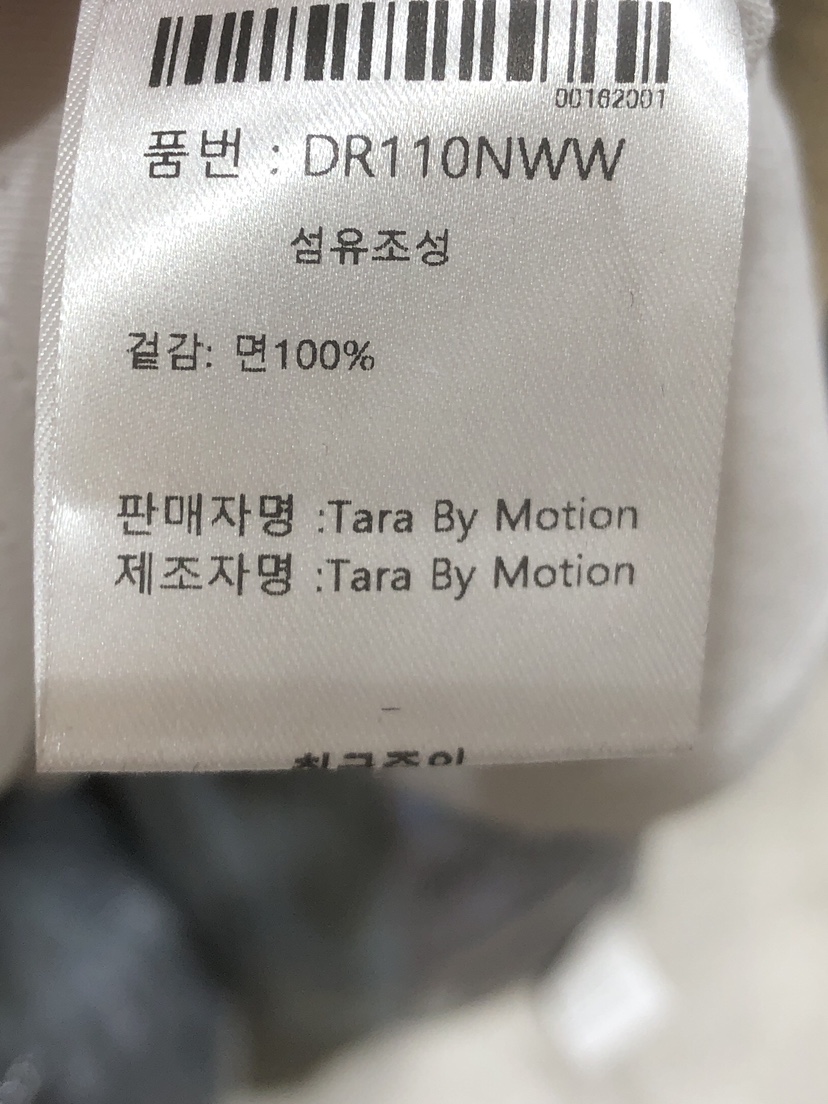 00162001
품번 : DR110NWW
섬유조성
겉감: 면100%
판매자명 :Tara By Motion
제조자명 :Tara By Motion